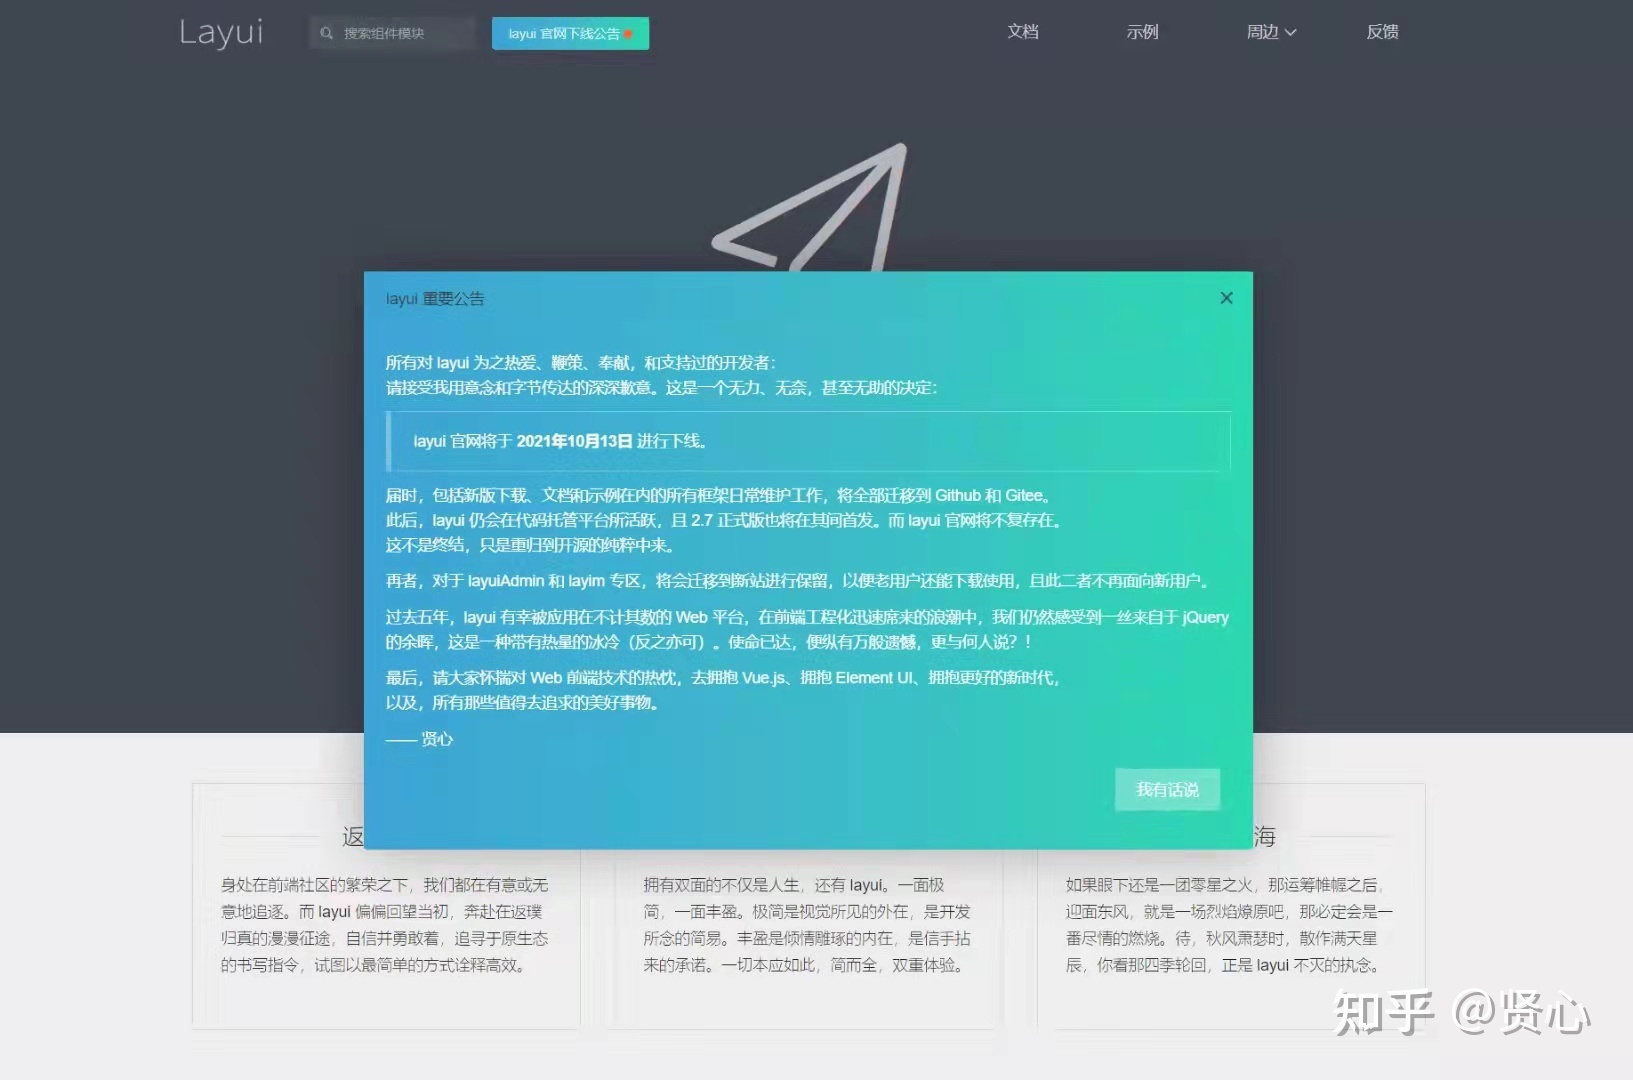 Layui
搜索组件模块
layui 官网下线公告
文档
示例
周边
反馈
layui 重要公告
所有对 layui 为之热爱、鞭策、奉献，和支持过的开发者：
请接受我用意念和字节传达的深深歉意。这是一个无力、无奈，甚至无助的决定：
layui 官网将于 2021年10月13日 进行下线。
届时，包括新版下载、文档和示例在内的所有框架日常维护工作，将全部迁移到 Github 和 Gitee。
此后，layui 仍会在代码托管平台所活跃，且 2.7 正式版也将在其间首发。而 layui 官网将不复存在。
这不是终结，只是重归到开源的纯粹中来。
再者，对于 layuiAdmin 和 layim 专区，将会迁移到新站进行保留，以便老用户还能下载使用，且此二者不再面向新用户。
过去五年，layui 有幸被应用在不计其数的 Web 平台，在前端工程化迅速席来的浪潮中，我们仍然感受到一丝来自于 jQuery
的余晖，这是一种带有热量的冰冷（反之亦可）。使命已达，便纵有万般遗憾，更与何人说？！
最后，请大家怀揣对 Web 前端技术的热忱，去拥抱 Vue.js、拥抱 Element UI、拥抱更好的新时代，
以及，所有那些值得去追求的美好事物。
—— 贤心
我有话说
返
身处在前端社区的繁荣之下，我们都在有意或无
意地追逐。而 layui 偏偏回望当初，奔赴在返璞
归真的漫漫征途，自信并勇敢着，追寻于原生态
的书写指令，试图以最简单的方式诠释高效。
拥有双面的不仅是人生，还有 layui。一面极
简，一面丰盈。极简是视觉所见的外在，是开发
所念的简易。丰盈是倾情雕琢的内在，是信手拈
来的承诺。一切本应如此，简而全，双重体验。
海
如果眼下还是一团零星之火，那运筹帷幄之后，
迎面东风，就是一场烈焰燎原吧，那必定会是一
番尽情的燃烧。待，秋风萧瑟时，散作满天星
辰，你看那四季轮回，正是 layui 不灭的执念。
知乎 @贤心